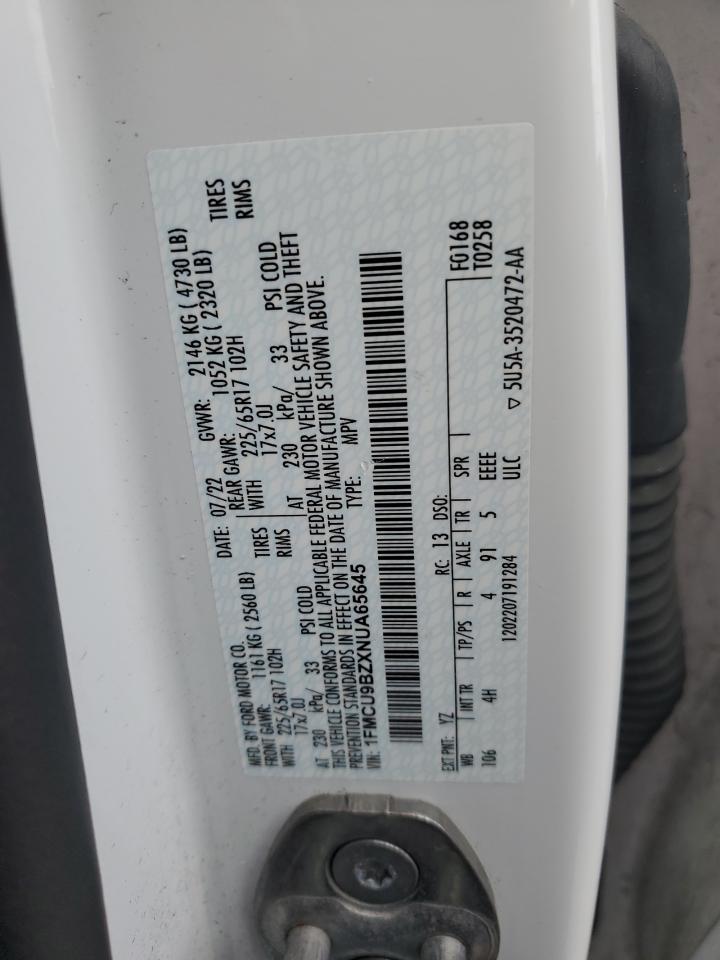 MFD. BY FORD MOTOR CO. DATE: 07/22 GVWR: 2146 KG ( 4730 LB)
FRONT GAWR: 1161 KG ( 2560 LB) REAR GAWR: 1052 KG ( 2320 LB)
WITH 225/65R17 102H TIRES WITH 225/65R17 102H TIRES
17x7.0J RIMS 17x7.0J RIMS
AT 230 kPa/ 33 PSI COLD AT 230 kPa/ 33 PSI COLD
THIS VEHICLE CONFORMS TO ALL APPLICABLE FEDERAL MOTOR VEHICLE SAFETY AND THEFT
PREVENTION STANDARDS IN EFFECT ON THE DATE OF MANUFACTURE SHOWN ABOVE.
VIN: 1FMCU9BZXNUA65645 TYPE: MPV
F0168
T0258
EXT PNT: YZ RC: 13 DSO:
WB INT TR TP/PS R AXLE TR SPR
106 4H 4 91 5 EEEE
1202207191284 ULC ▽ 5U5A-3520472-AA